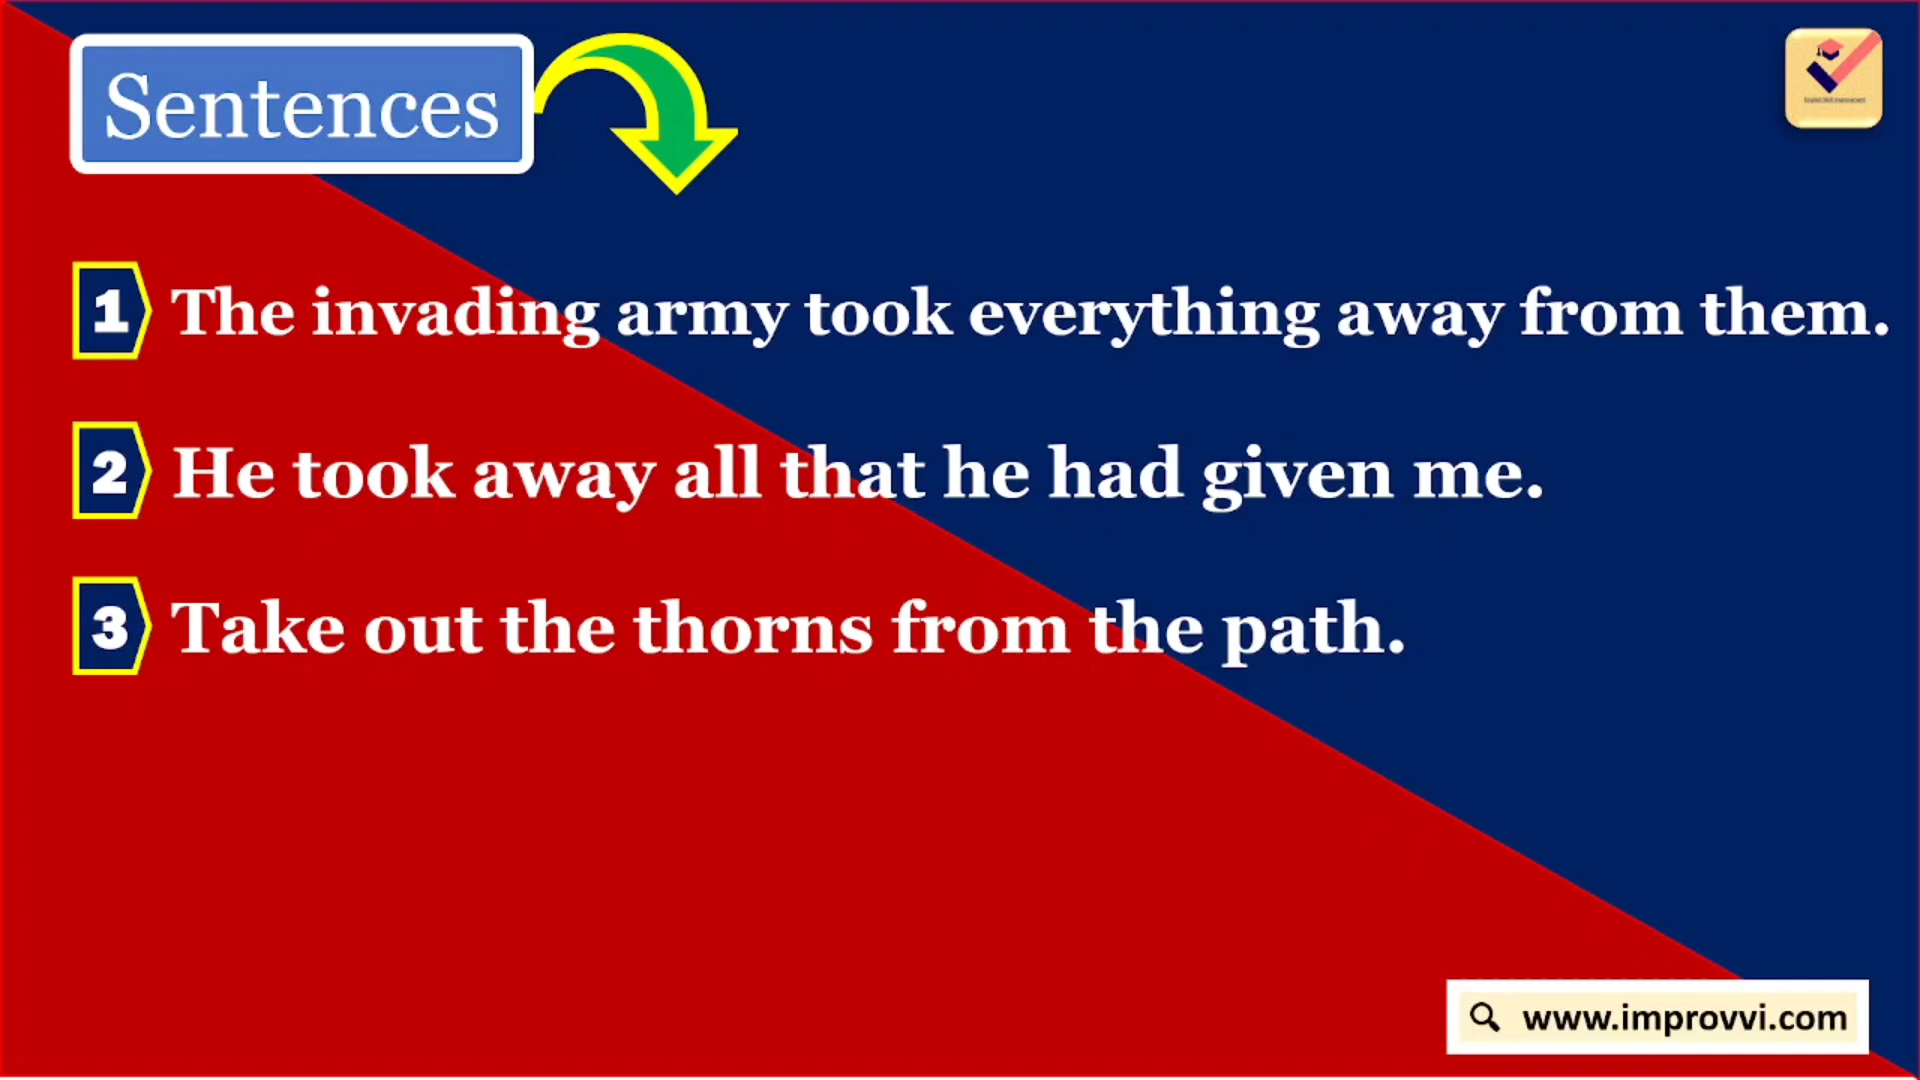 Sentences
1 The invading army took everything away from them.
2 He took away all that he had given me.
3 Take out the thorns from the path.
www.improvvi.com